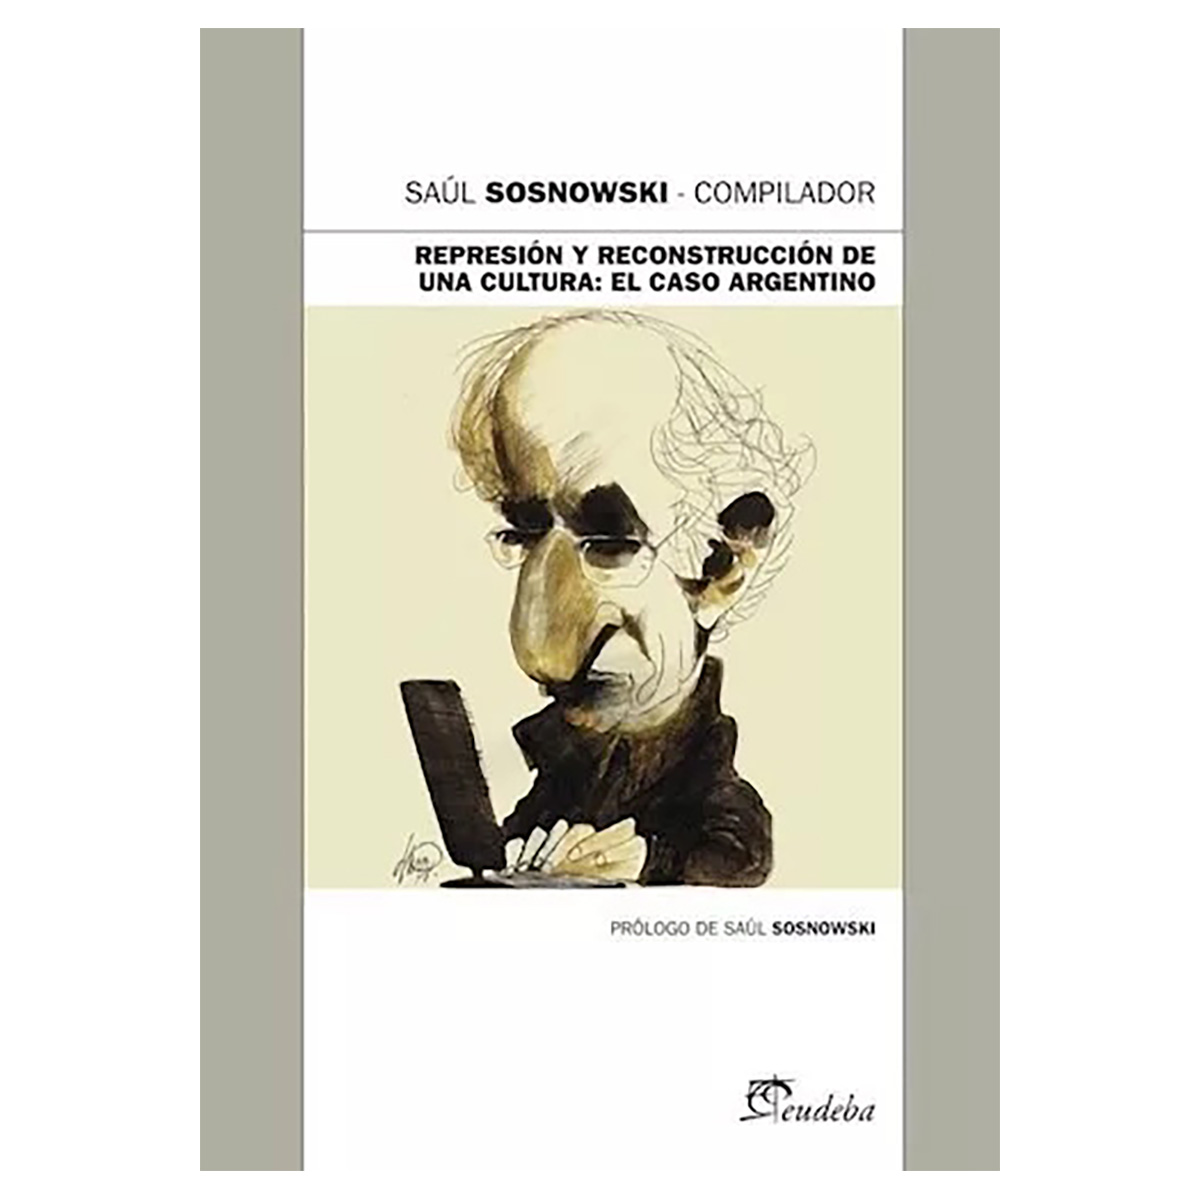 SAÚL SOSNOWSKI - COMPILADOR
REPRESIÓN Y RECONSTRUCCIÓN DE
UNA CULTURA: EL CASO ARGENTINO
PRÓLOGO DE SAÚL SOSNOWSKI
eudeba